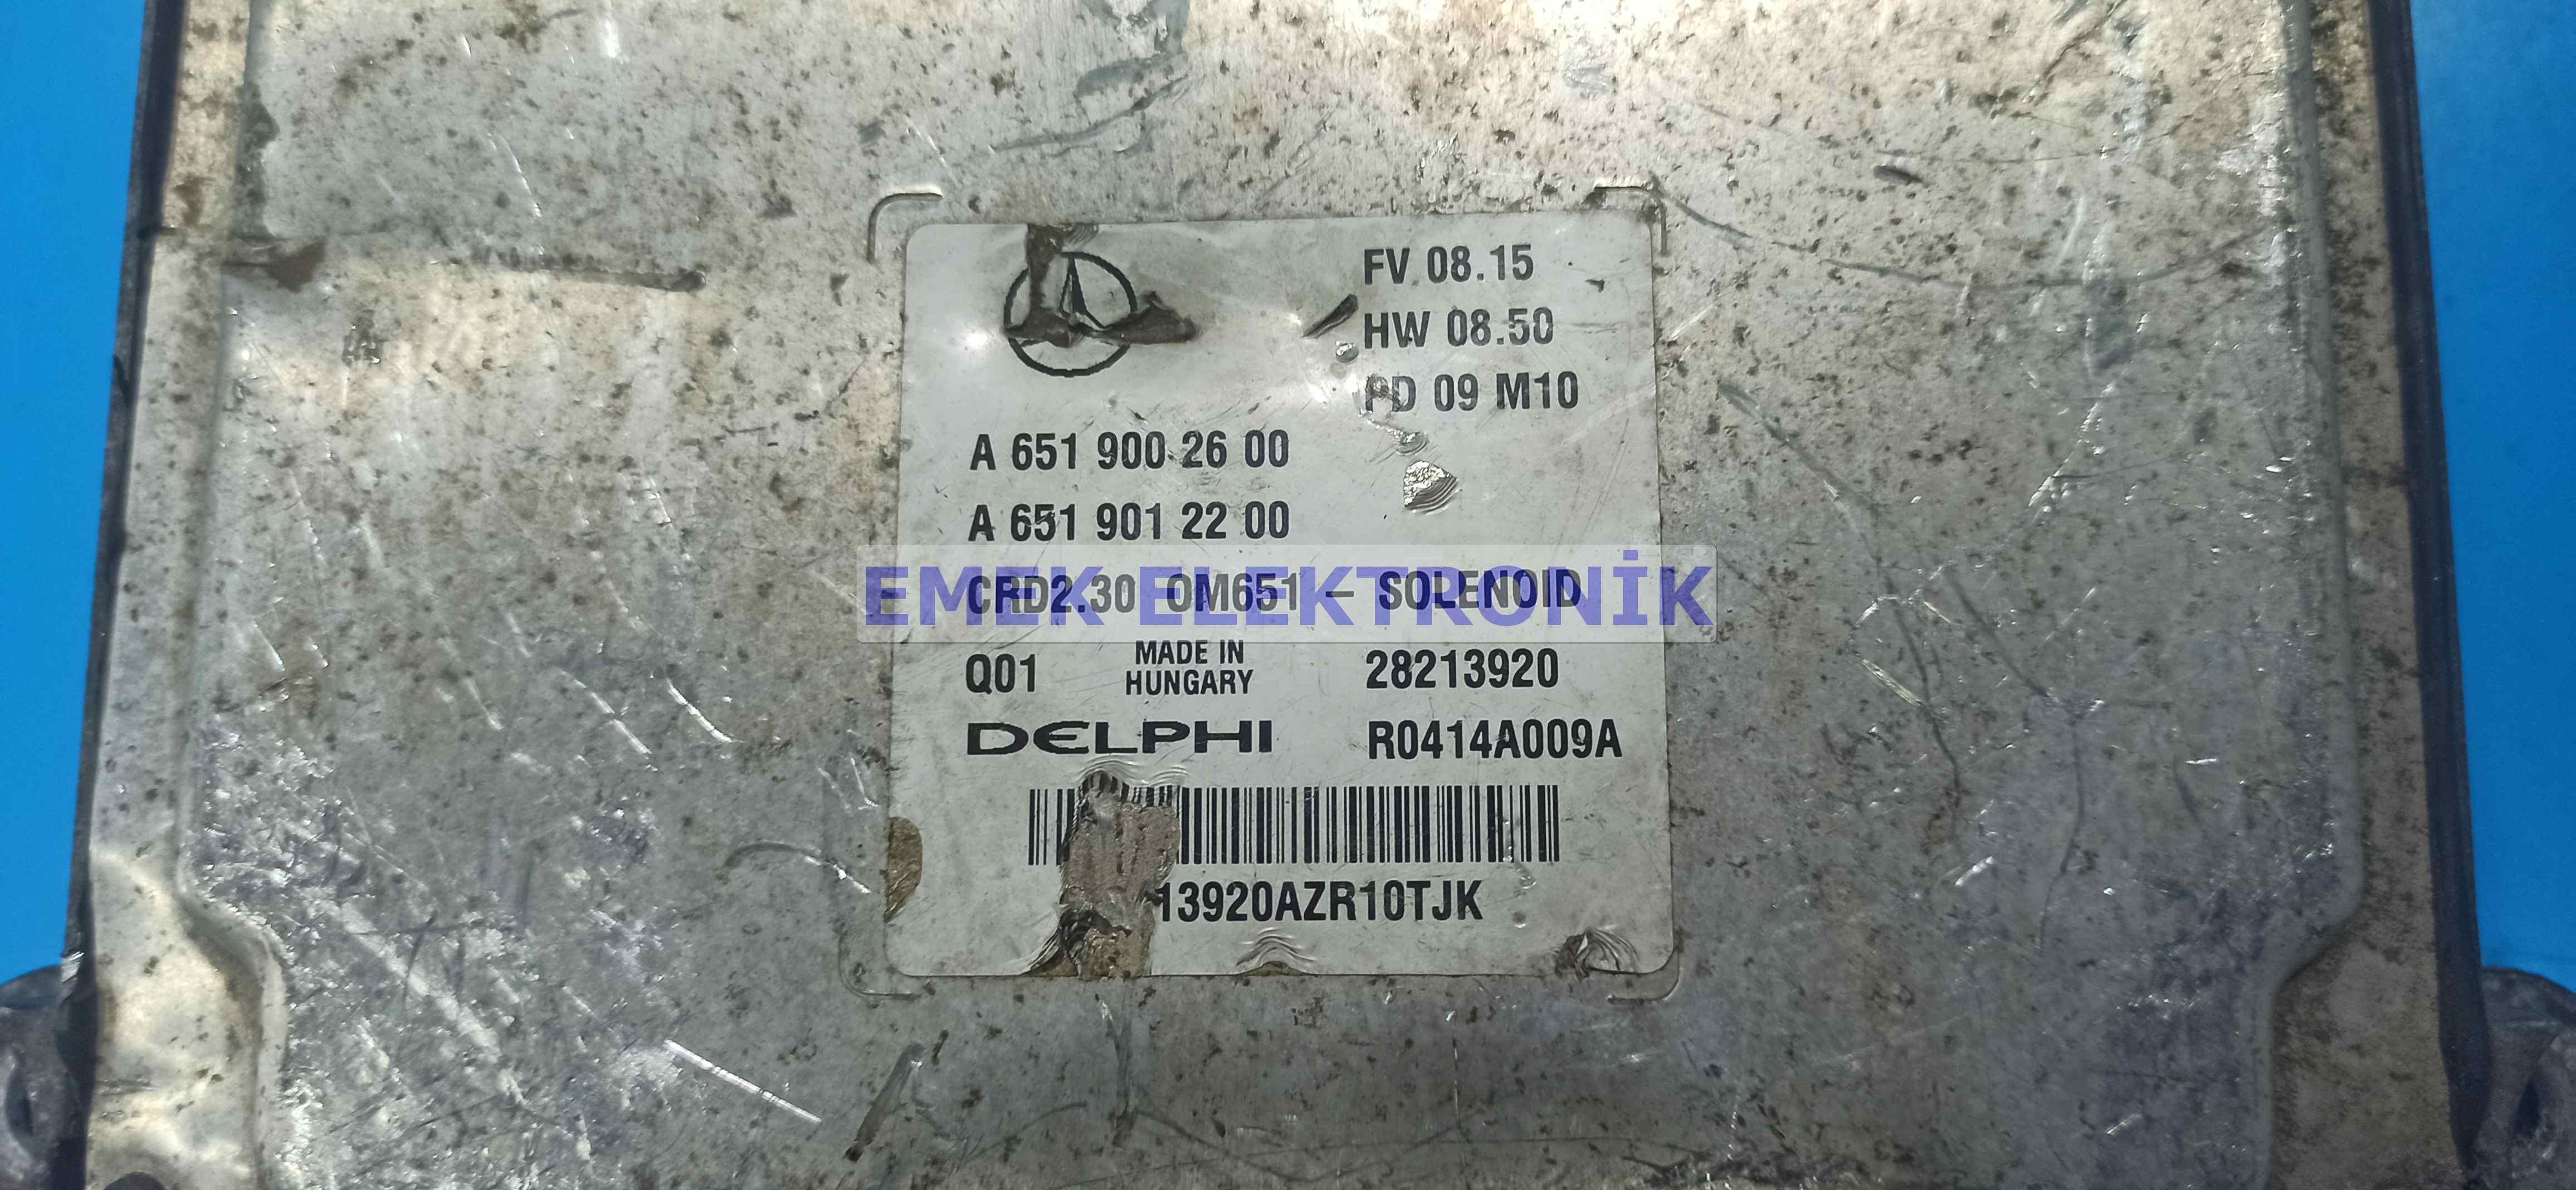 FV 08.15
HW 08.50
PD 09 M10
A 651 900 26 00
A 651 901 22 00
CRD2.30 OM651 – SOLENOID
EMEK ELEKTRONİK
Q01 MADE IN HUNGARY 28213920
DELPHI R0414A009A
13920AZR10TJK